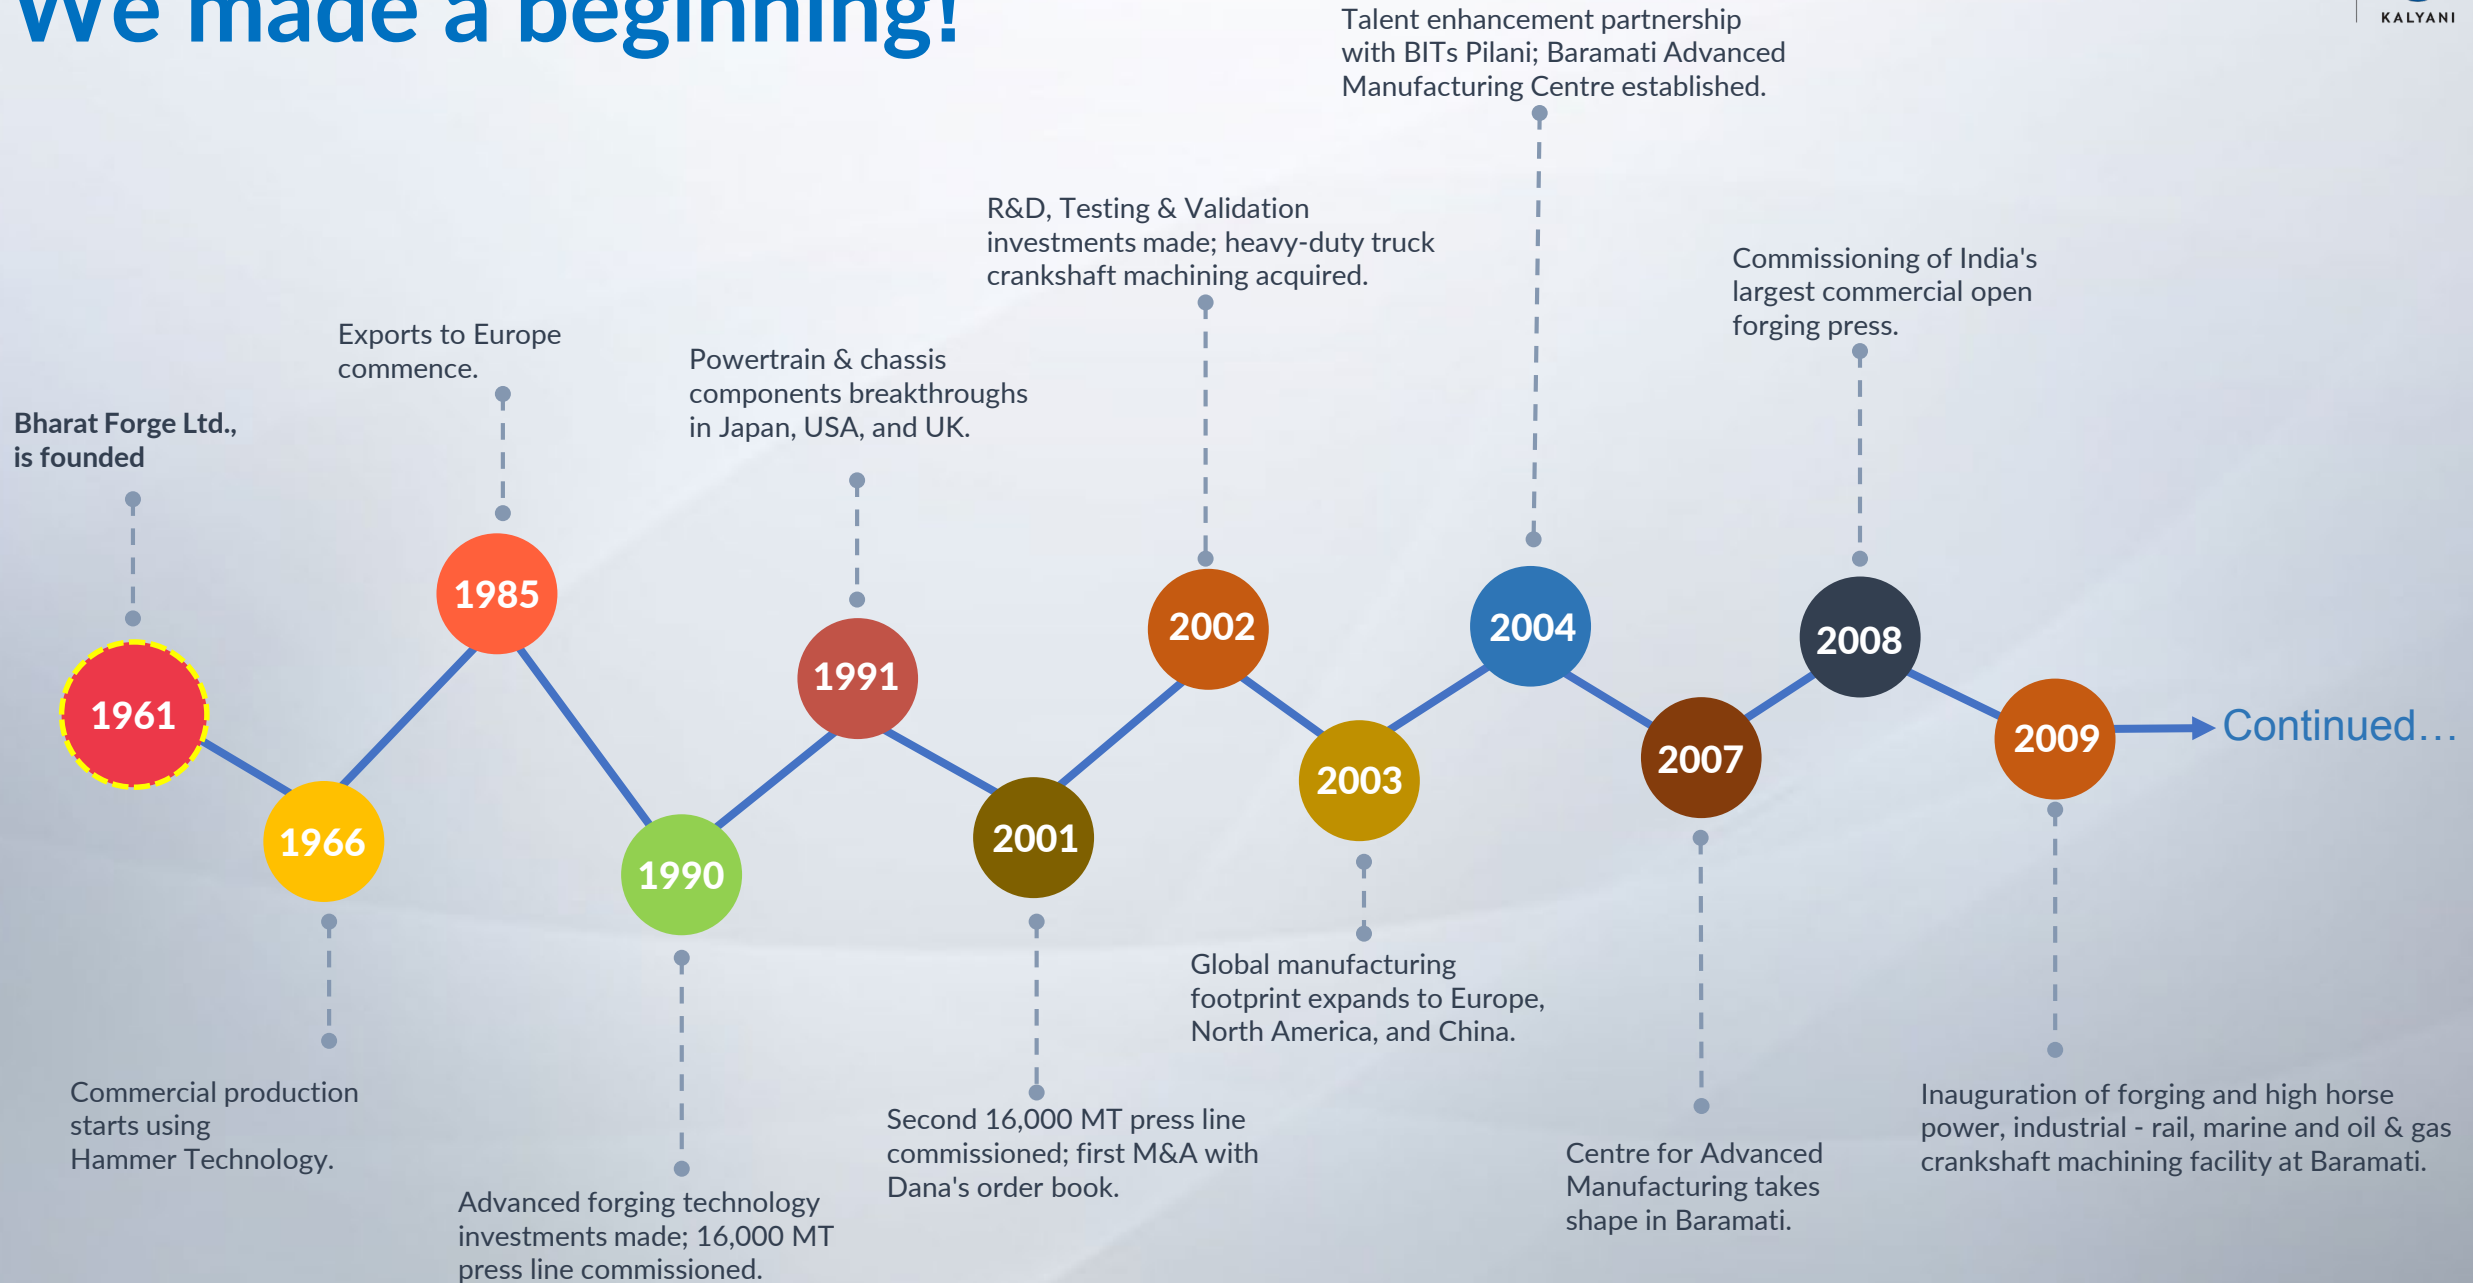 We made a beginning!
KALYANI
Talent enhancement partnership
with BITs Pilani; Baramati Advanced
Manufacturing Centre established.
R&D, Testing & Validation
investments made; heavy-duty truck
crankshaft machining acquired.
Commissioning of India's
largest commercial open
forging press.
Exports to Europe
commence.
Powertrain & chassis
components breakthroughs
in Japan, USA, and UK.
Bharat Forge Ltd.,
is founded
1961
1966
1985
1990
1991
2001
2002
2003
2004
2007
2008
2009
Continued...
Commercial production
starts using
Hammer Technology.
Advanced forging technology
investments made; 16,000 MT
press line commissioned.
Second 16,000 MT press line
commissioned; first M&A with
Dana's order book.
Global manufacturing
footprint expands to Europe,
North America, and China.
Centre for Advanced
Manufacturing takes
shape in Baramati.
Inauguration of forging and high horse
power, industrial - rail, marine and oil & gas
crankshaft machining facility at Baramati.